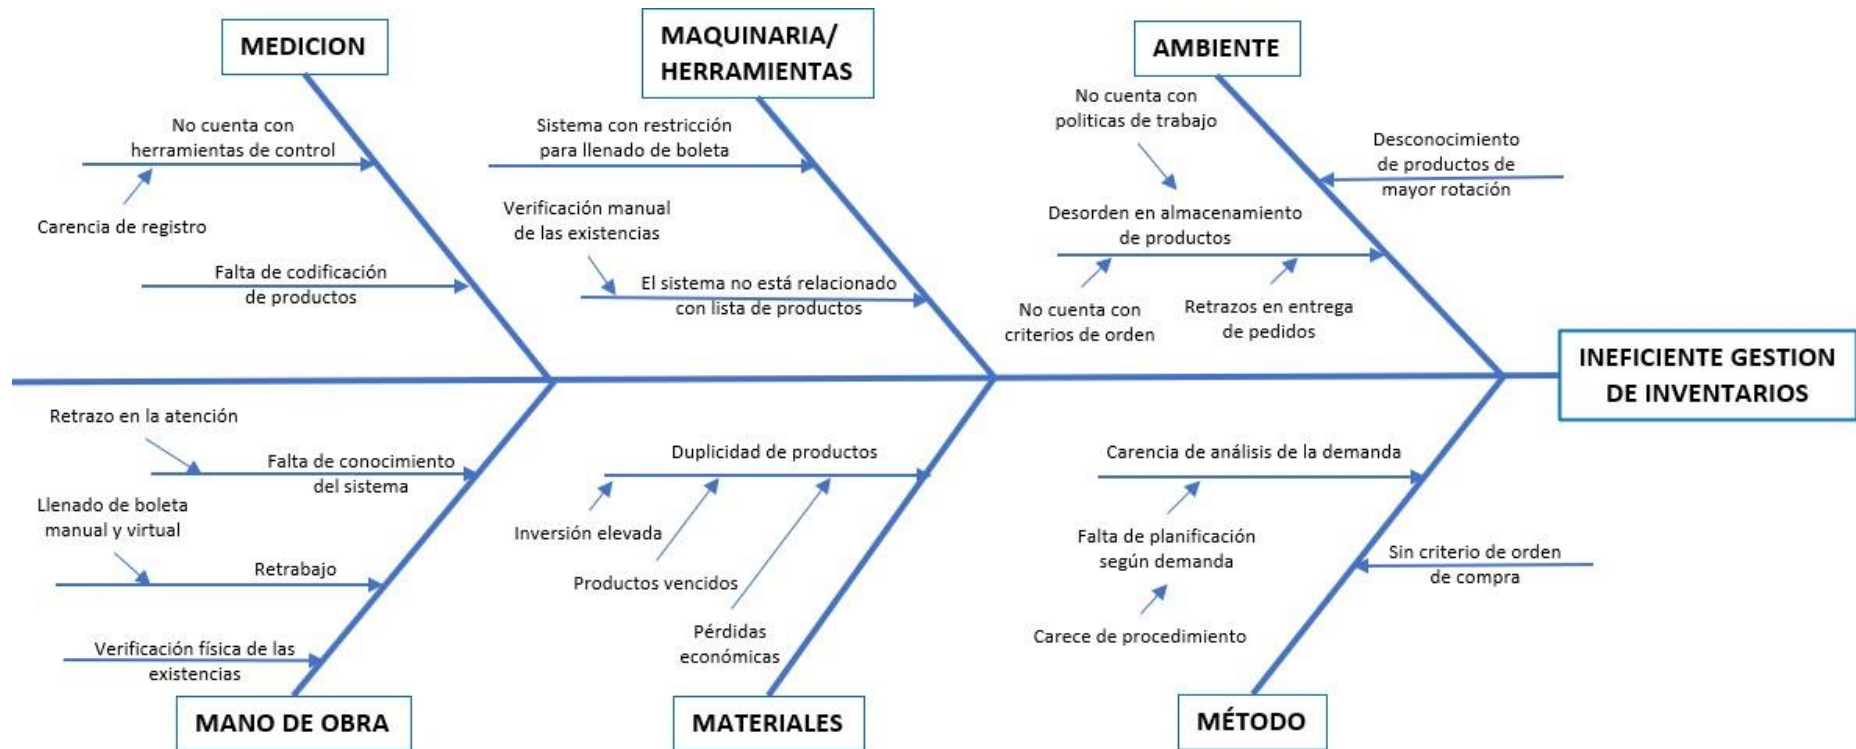 MEDICION
MAQUINARIA/
HERRAMIENTAS
AMBIENTE
No cuenta con
herramientas de control
Carencia de registro
Falta de codificación
de productos
Sistema con restricción
para llenado de boleta
Verificación manual
de las existencias
El sistema no está relacionado
con lista de productos
No cuenta con
politicas de trabajo
Desconocimiento
de productos de
mayor rotación
Desorden en almacenamiento
de productos
No cuenta con
criterios de orden
Retrazos en entrega
de pedidos
INEFICIENTE GESTION
DE INVENTARIOS
Retrazo en la atención
Falta de conocimiento
del sistema
Llenado de boleta
manual y virtual
Retrabajo
Verificación física de las
existencias
Duplicidad de productos
Inversión elevada
Productos vencidos
Pérdidas
económicas
Carencia de análisis de la demanda
Falta de planificación
según demanda
Carece de procedimiento
Sin criterio de orden
de compra
MANO DE OBRA
MATERIALES
MÉTODO